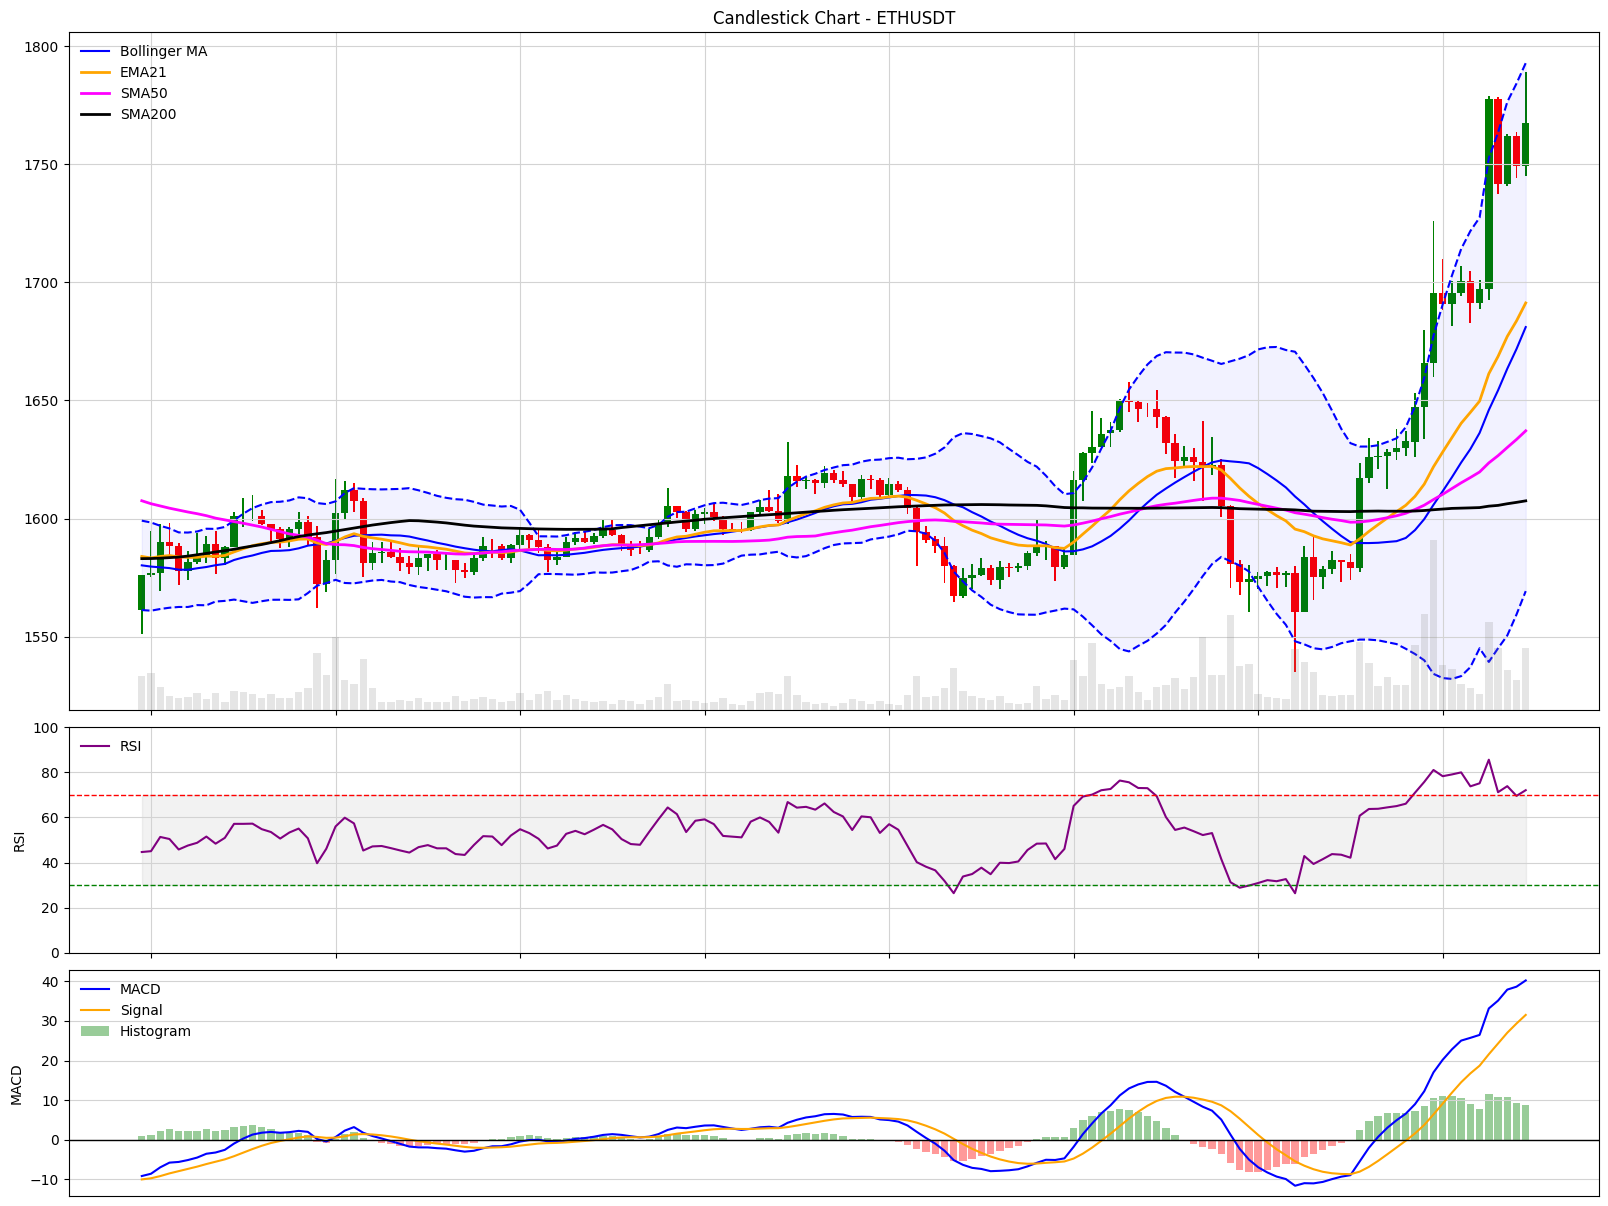 Candlestick Chart - ETHUSDT
1800
1750
1700
1650
1600
1550
Bollinger MA
EMA21
SMA50
SMA200
100
80
60
40
20
0
RSI
RSI
40
30
20
10
0
−10
MACD
MACD
Signal
Histogram